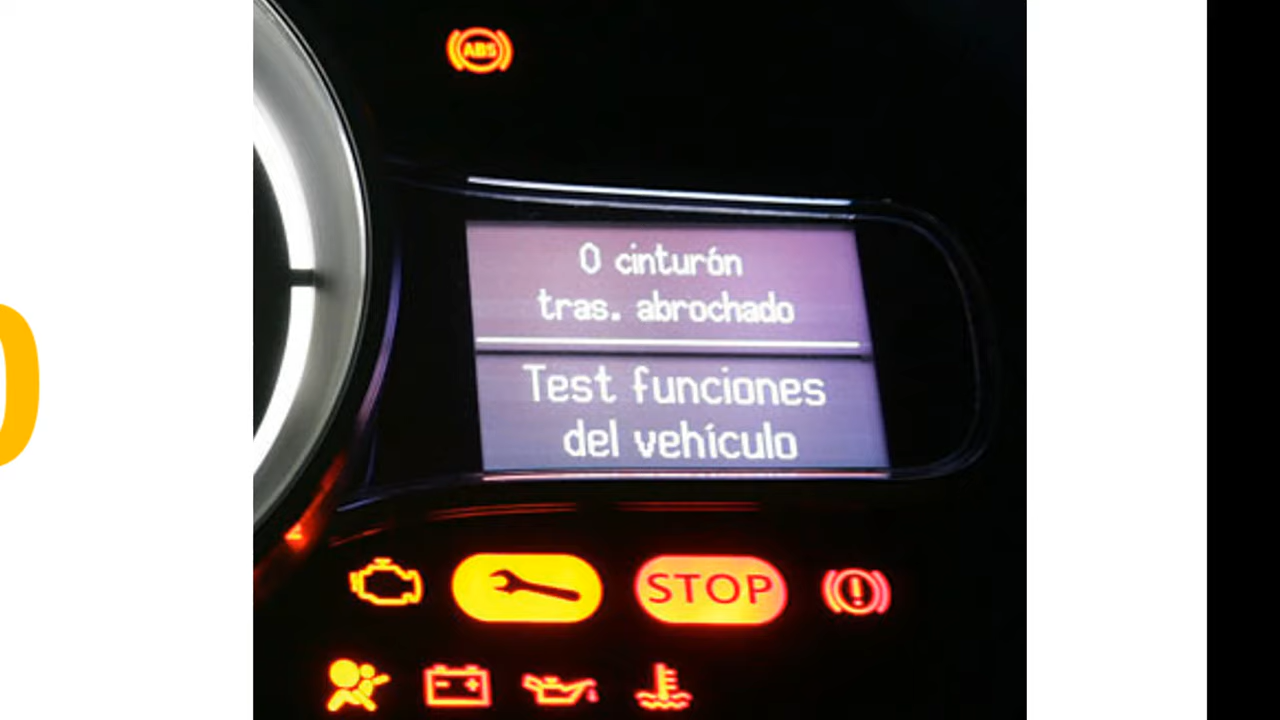 ABS
0 cinturón
tras. abrochado
Test funciones
del vehículo
STOP